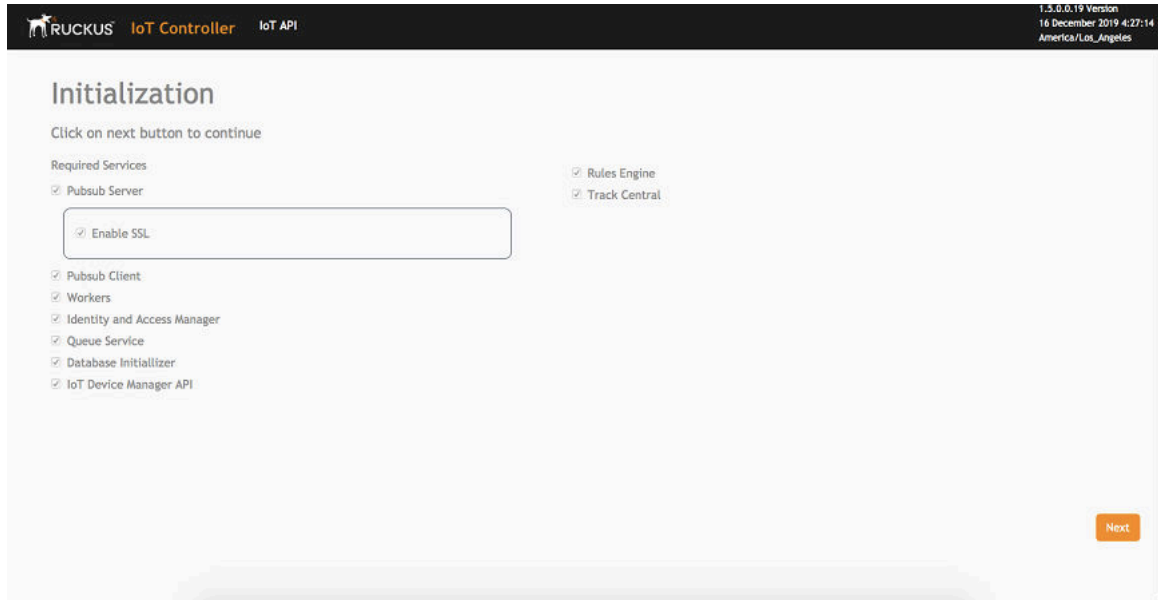 RUCKUS IoT Controller IoT API
1.5.0.0.19 Version
16 December 2019 4:27:14
America/Los_Angeles
Initialization
Click on next button to continue
Required Services
Pubsub Server
Enable SSL
Pubsub Client
Workers
Identity and Access Manager
Queue Service
Database Initiallizer
IoT Device Manager API
Rules Engine
Track Central
Next